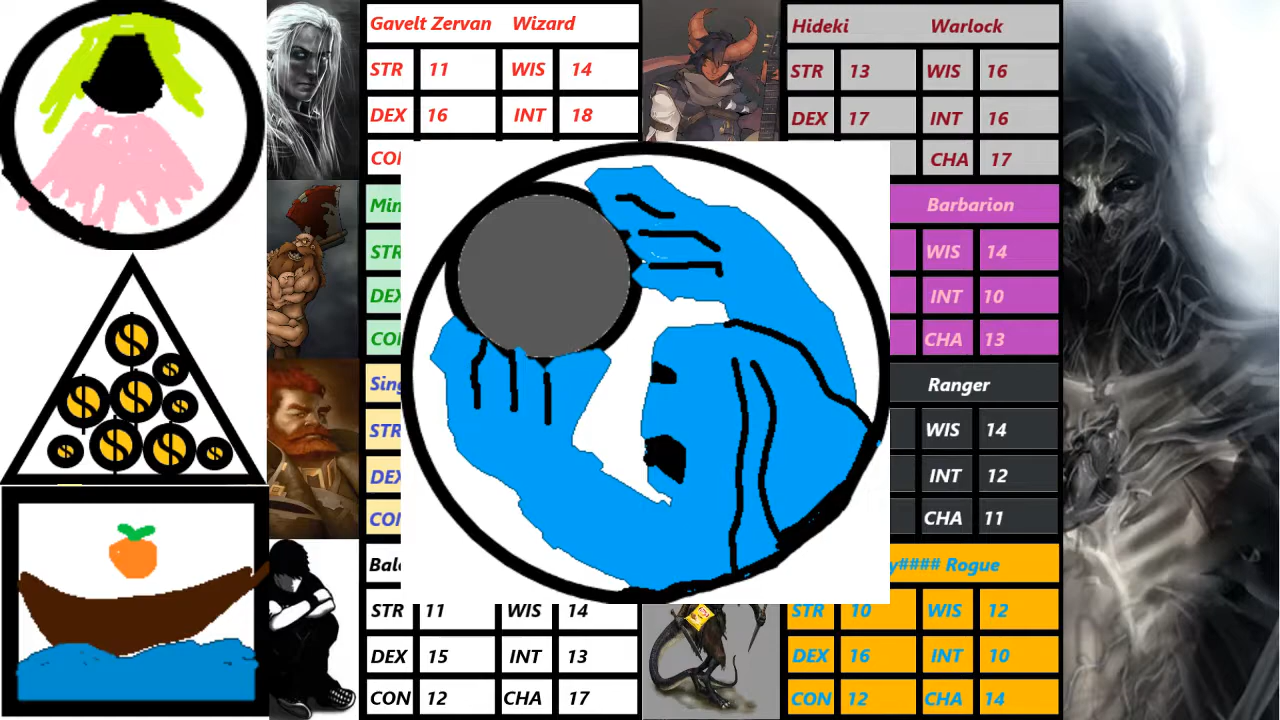 Gavelt Zervan Wizard
STR 11 WIS 14
DEX 16 INT 18
Hideki Warlock
STR 13 WIS 16
DEX 17 INT 16
CHA 17
Barbarion
WIS 14
INT 10
CHA 13
Ranger
WIS 14
INT 12
CHA 11
STR 11 WIS 14
DEX 15 INT 13
CON 12 CHA 17
y#### Rogue
STR 10 WIS 12
DEX 16 INT 10
CON 12 CHA 14
$
$
$
$
$
$
$
$
$